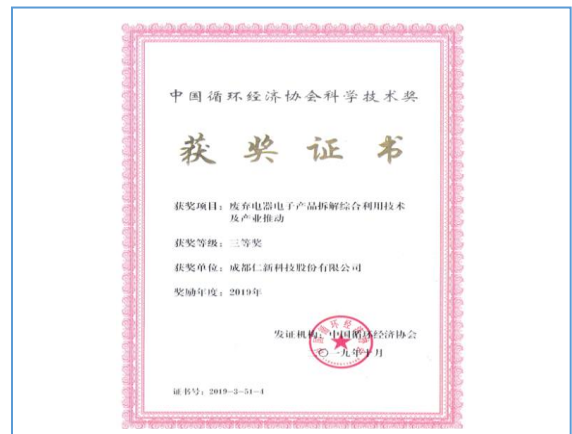 中国循环经济协会科学技术奖
获奖证书
获奖项目：废弃电器电子产品拆解综合利用技术
及产业推动
获奖等级：三等奖
获奖单位：成都仁新科技股份有限公司
奖励年度：2019年
发证机构：中国循环经济协会
二〇一九年十月
证书号：2019-3-51-4